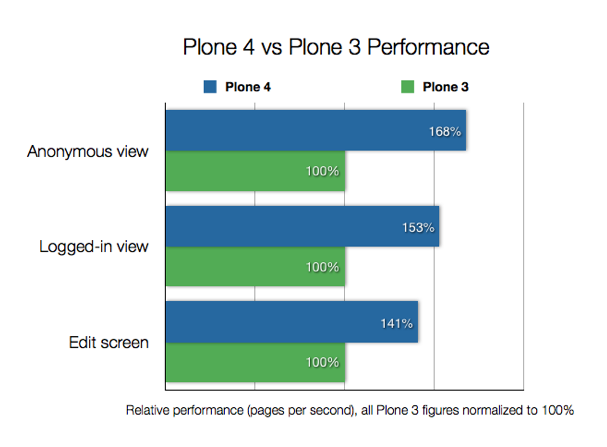 Plone 4 vs Plone 3 Performance
Plone 4 Plone 3
Anonymous view 168%
100%
Logged-in view 153%
100%
Edit screen 141%
100%
Relative performance (pages per second), all Plone 3 figures normalized to 100%